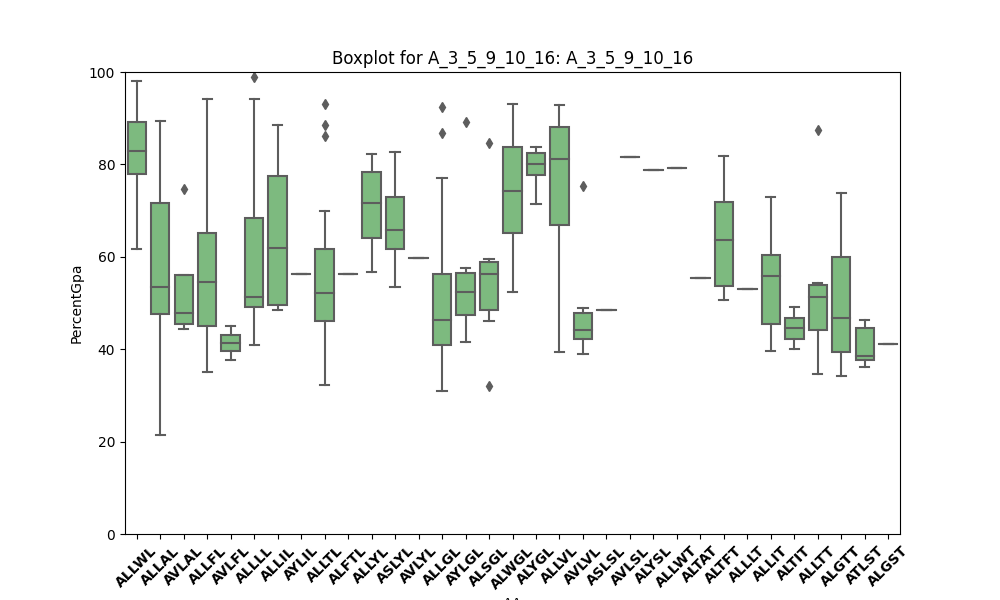 Boxplot for A_3_5_9_10_16: A_3_5_9_10_16
100
80
60
40
20
0
PercentGpa
ALLWL
ALLAL
AVLAL
ALLFL
AVLFL
ALLLL
ALLIL
AYLIL
ALLTL
ALFTL
ALLYL
ASLYL
AVLYL
ALLGL
AYLGL
ALSGL
ALWGL
ALYGL
ALLVL
AVLVL
ASLSL
AVLSL
ALYSL
ALLWT
ALTAT
ALTFT
ALLLT
ALLIT
ALTIT
ALLTT
ALGTT
ATLST
ALGST